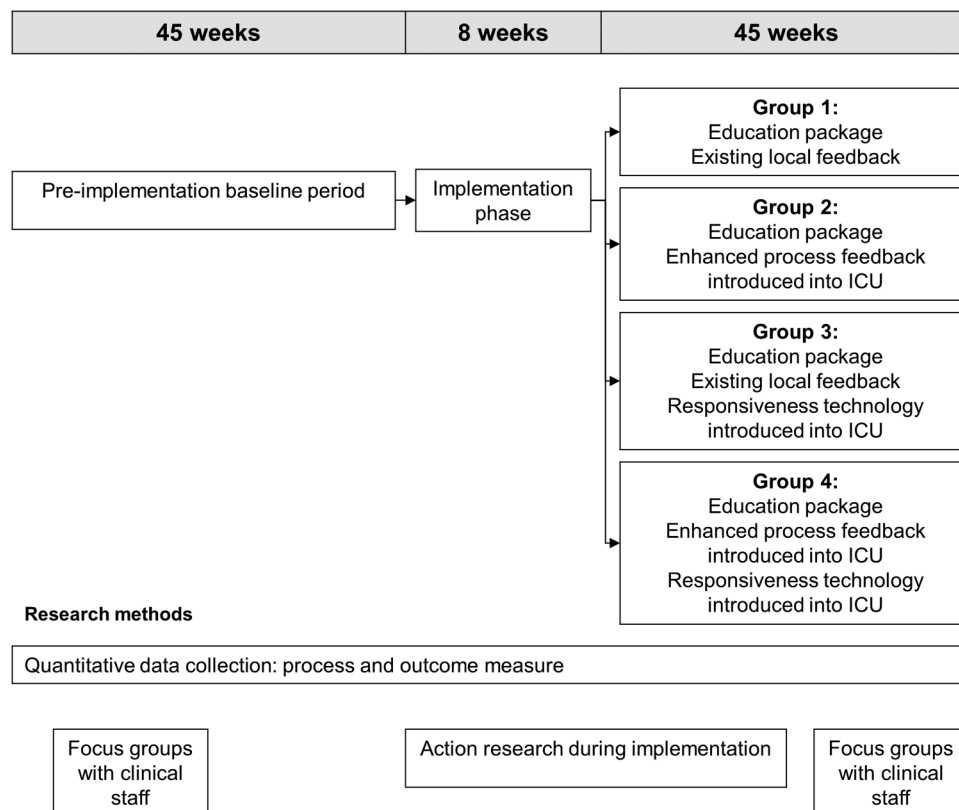 45 weeks
8 weeks
45 weeks
Pre-implementation baseline period
Implementation
phase
Group 1:
Education package
Existing local feedback
Group 2:
Education package
Enhanced process feedback
introduced into ICU
Group 3:
Education package
Existing local feedback
Responsiveness technology
introduced into ICU
Group 4:
Education package
Enhanced process feedback
introduced into ICU
Responsiveness technology
introduced into ICU
Research methods
Quantitative data collection: process and outcome measure
Focus groups
with clinical
staff
Action research during implementation
Focus groups
with clinical
staff